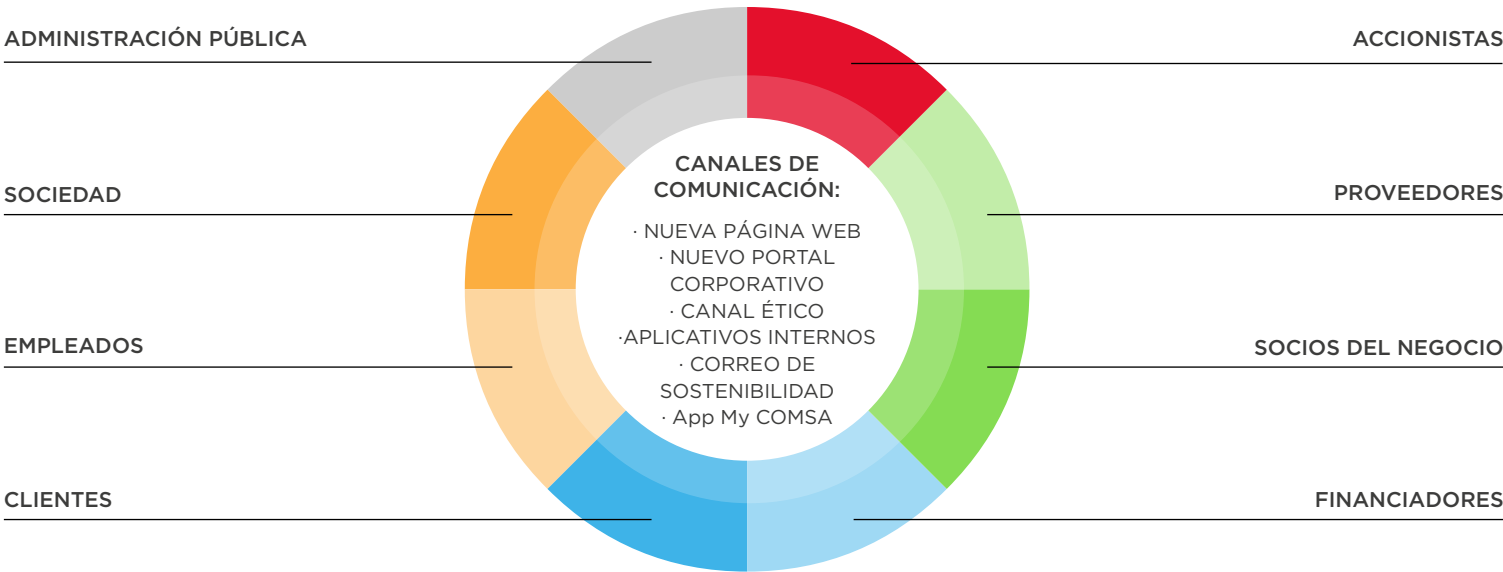 ADMINISTRACIÓN PÚBLICA
ACCIONISTAS
SOCIEDAD
PROVEEDORES
EMPLEADOS
SOCIOS DEL NEGOCIO
CLIENTES
FINANCIADORES
CANALES DE
COMUNICACIÓN:
· NUEVA PÁGINA WEB
· NUEVO PORTAL
CORPORATIVO
· CANAL ÉTICO
·APLICATIVOS INTERNOS
· CORREO DE
SOSTENIBILIDAD
· App My COMSA